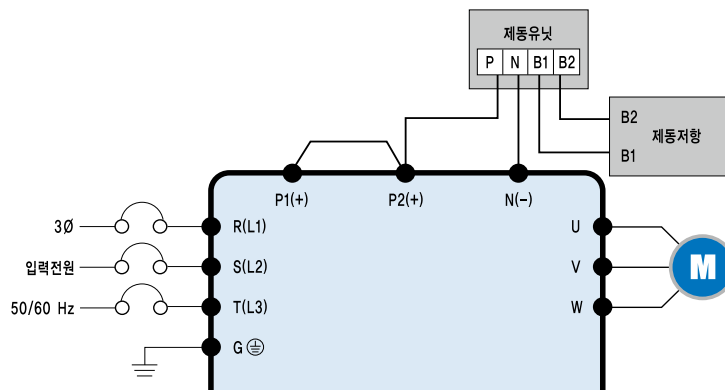 제동유닛
P N B1 B2
B2
제동저항
B1
P1(+) P2(+) N(-)
3Ø R(L1) U
입력전원 S(L2) V M
50/60 Hz T(L3) W
G